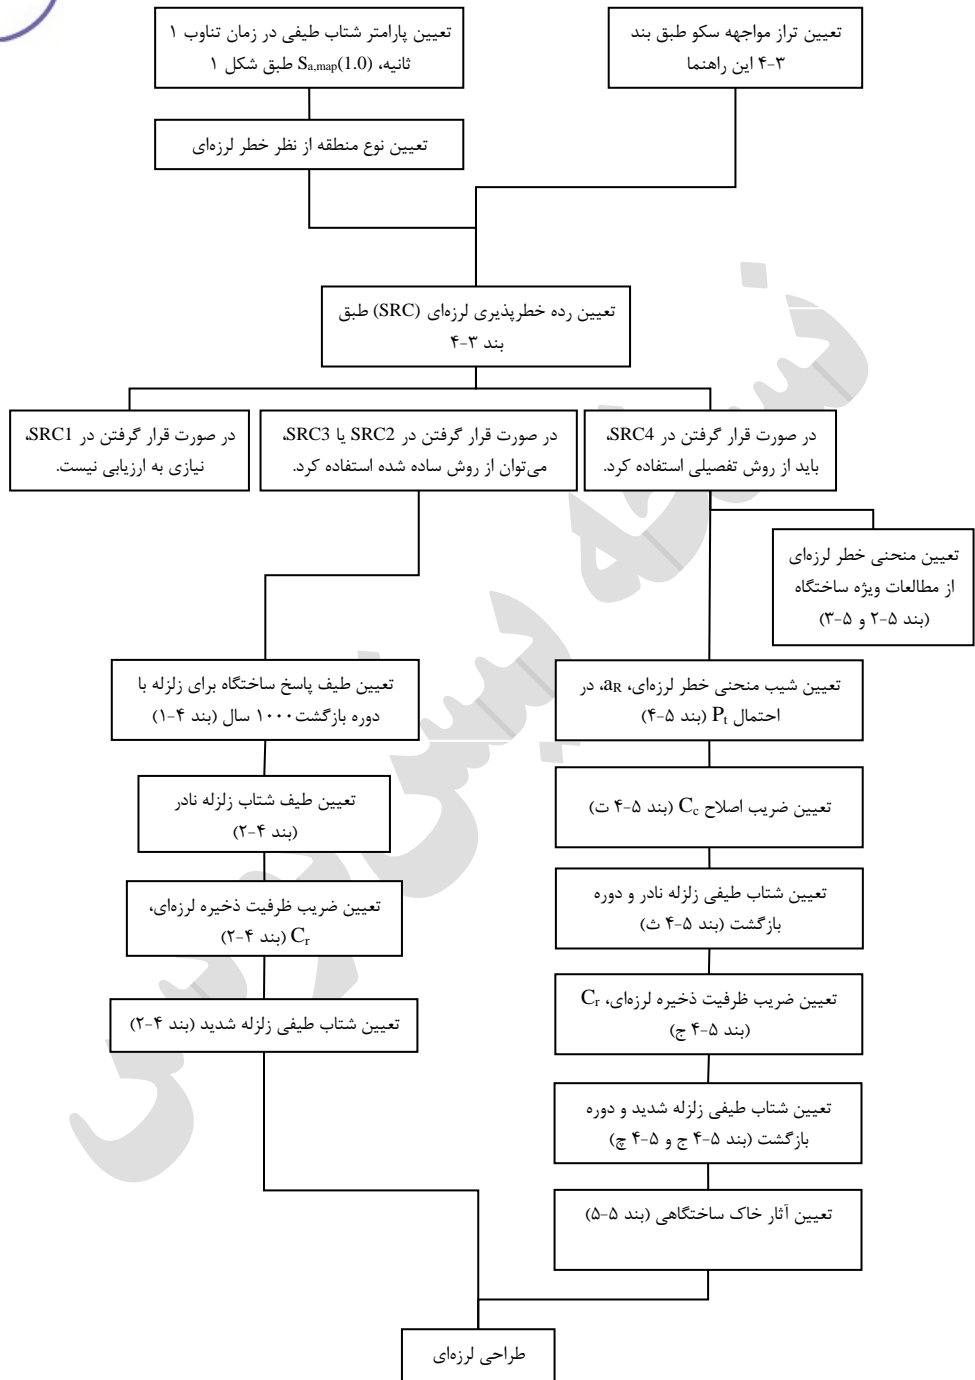 تعیین پارامتر شتاب طیفی در زمان تناوب ۱
ثانیه، Sa,map(1.0) طبق شکل ۱
تعیین تراز مواجهه سکو طبق بند
۴-۳ این راهنما
تعیین نوع منطقه از نظر خطر لرزه‌ای
تعیین رده خطرپذیری لرزه‌ای (SRC) طبق
بند ۳-۴
در صورت قرار گرفتن در SRC4،
باید از روش تفصیلی استفاده کرد.
در صورت قرار گرفتن در SRC2 یا SRC3،
می‌توان از روش ساده شده استفاده کرد.
در صورت قرار گرفتن در SRC1،
نیازی به ارزیابی نیست.
تعیین منحنی خطر لرزه‌ای
از مطالعات ویژه ساختگاه
(بند ۵-۲ و ۵-۳)
تعیین شیب منحنی خطر لرزه‌ای، aR، در
احتمال Pt (بند ۵-۴)
تعیین ضریب اصلاح Cc (بند ۵-۴ ت)
تعیین شتاب طیفی زلزله نادر و دوره
بازگشت (بند ۵-۴ ث)
تعیین ضریب ظرفیت ذخیره لرزه‌ای، Cr
(بند ۵-۴ ج)
تعیین شتاب طیفی زلزله شدید و دوره
بازگشت (بند ۵-۴ ج و ۵-۴ چ)
تعیین آثار خاک ساختگاهی (بند ۵-۵)
تعیین طیف پاسخ ساختگاه برای زلزله با
دوره بازگشت۱۰۰۰ سال (بند ۴-۱)
تعیین طیف شتاب زلزله نادر
(بند ۴-۲)
تعیین ضریب ظرفیت ذخیره لرزه‌ای،
Cr (بند ۴-۲)
تعیین شتاب طیفی زلزله شدید (بند ۴-۲)
طراحی لرزه‌ای
نسخه پیش نویس